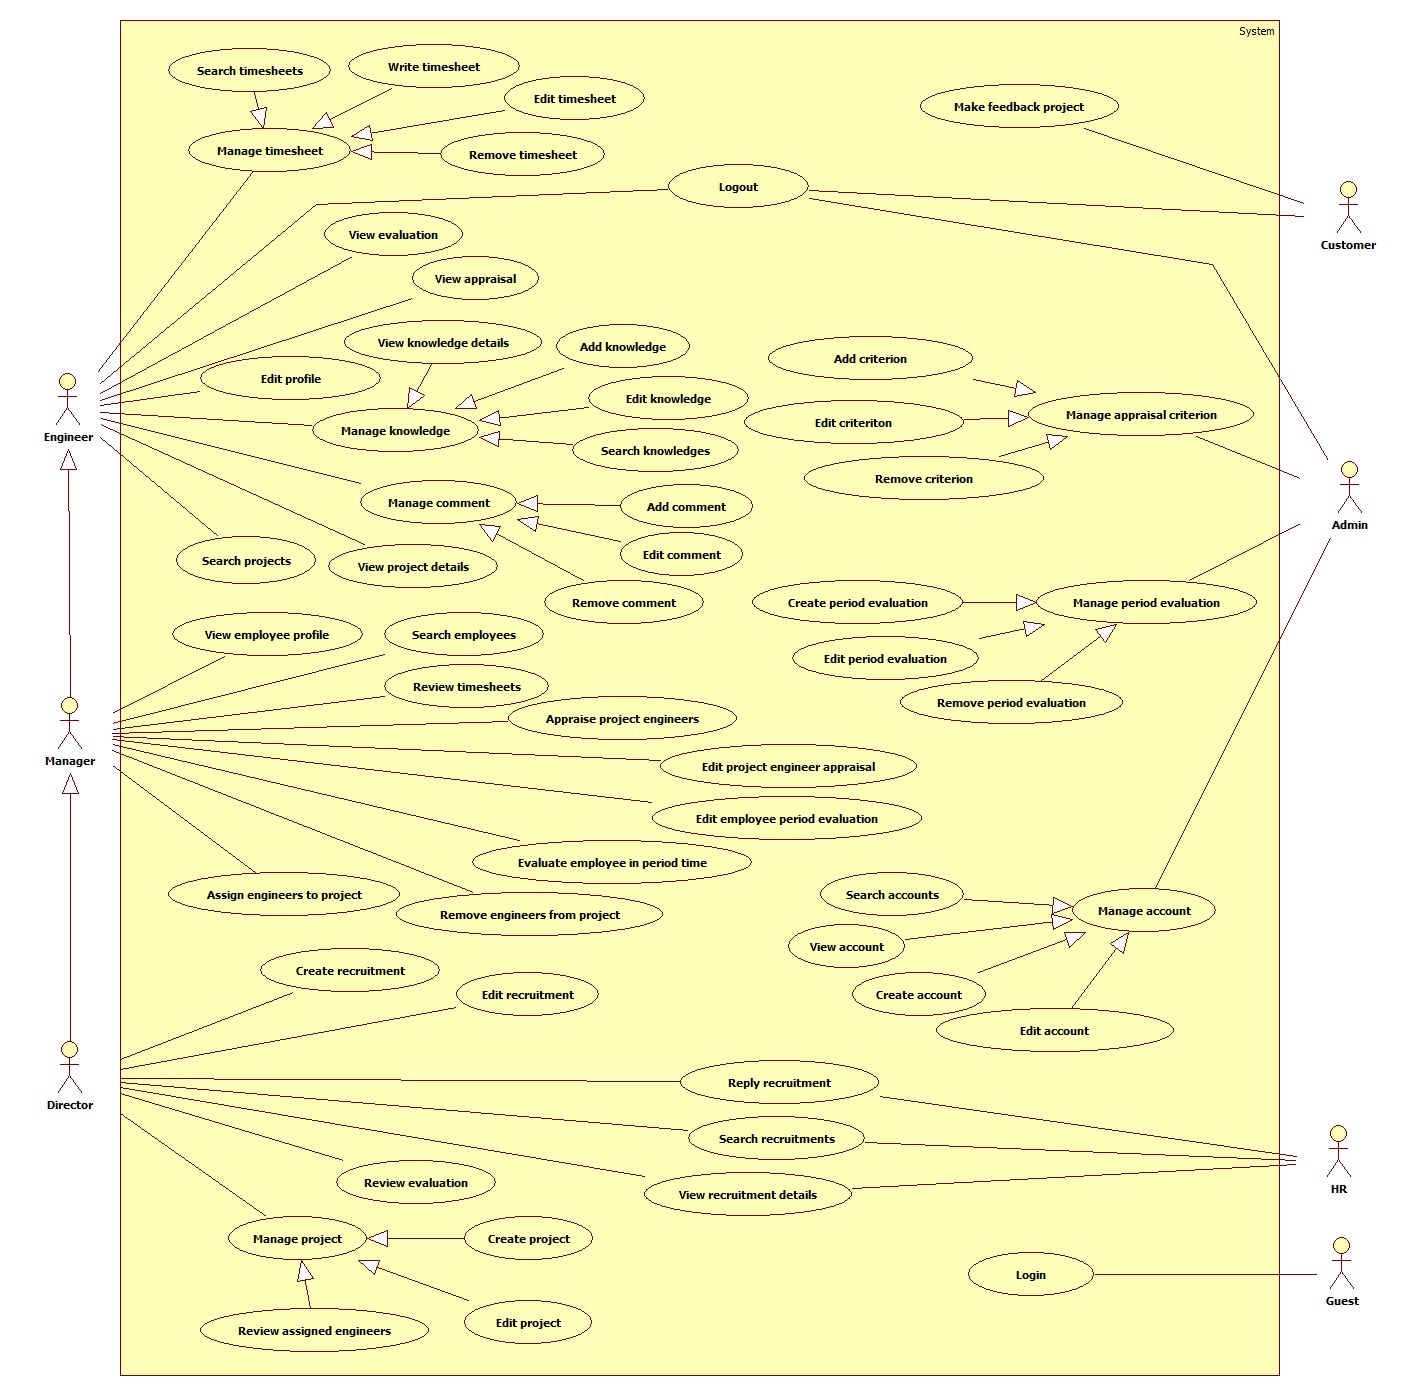 System
Search timesheets
Write timesheet
Edit timesheet
Make feedback project
Manage timesheet
Remove timesheet
Logout
View evaluation
Customer
View appraisal
View knowledge details
Add knowledge
Add criterion
Edit profile
Edit knowledge
Manage appraisal criterion
Engineer
Manage knowledge
Edit criteriton
Search knowledges
Remove criterion
Manage comment
Add comment
Admin
Edit comment
Search projects
View project details
Remove comment
Create period evaluation
Manage period evaluation
View employee profile
Search employees
Edit period evaluation
Review timesheets
Remove period evaluation
Appraise project engineers
Manager
Edit project engineer appraisal
Edit employee period evaluation
Evaluate employee in period time
Assign engineers to project
Search accounts
Remove engineers from project
Manage account
View account
Create recruitment
Edit recruitment
Create account
Edit account
Reply recruitment
Director
Search recruitments
Review evaluation
View recruitment details
HR
Manage project
Create project
Login
Guest
Review assigned engineers
Edit project